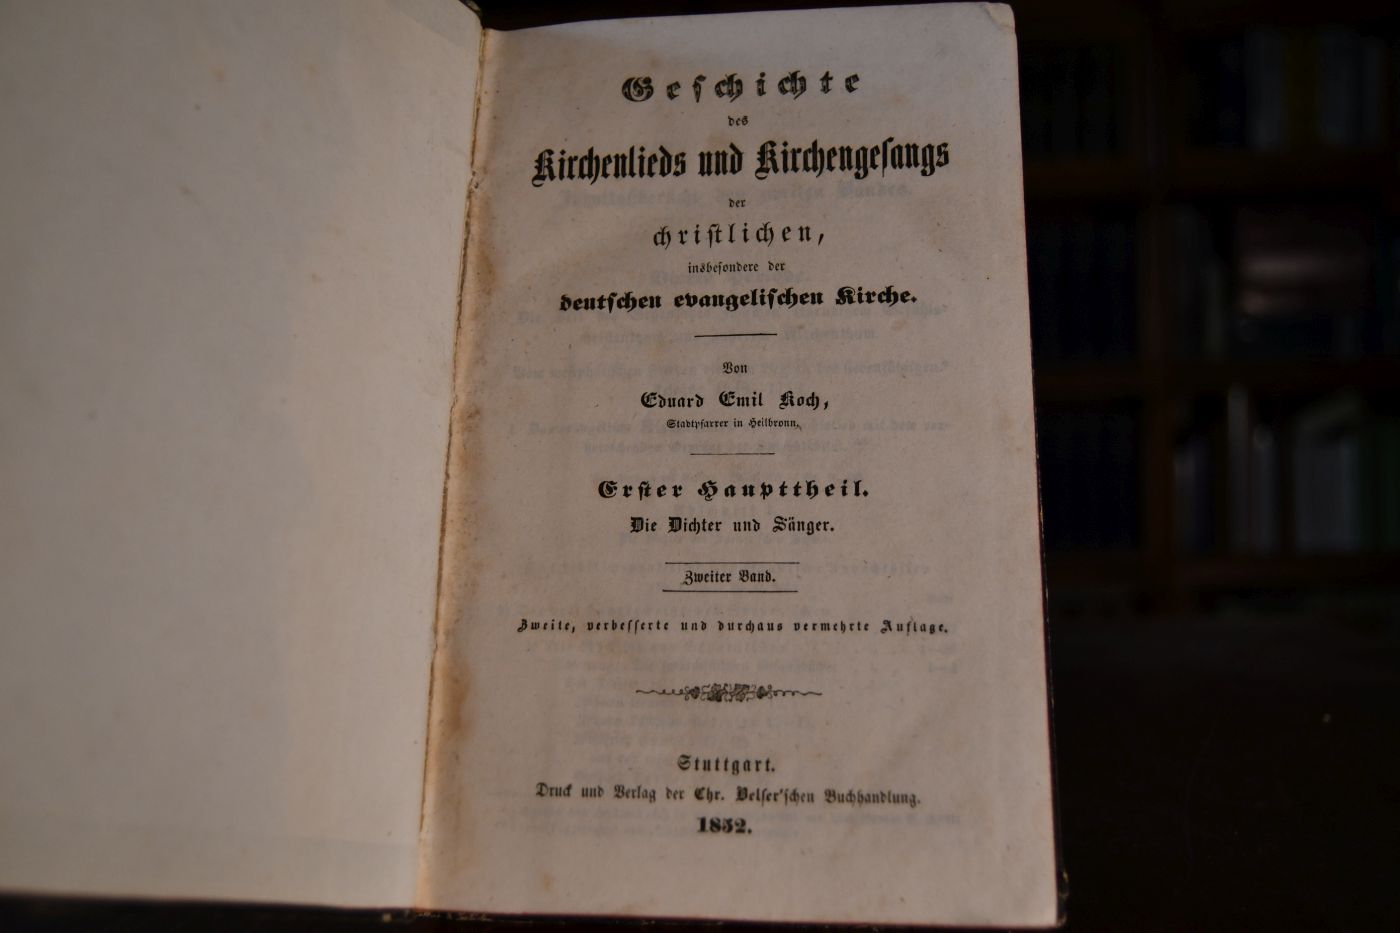 Geschichte
des
Kirchenlieds und Kirchengesangs
der
christlichen,
insbesondere der
deutschen evangelischen Kirche.
Von
Eduard Emil Koch,
Stadtpfarrer in Heilbronn.
Erster Haupttheil.
Die Dichter und Sänger.
Zweiter Band.
Zweite, verbesserte und durchaus vermehrte Auflage.
Stuttgart.
Druck und Verlag der Chr. Belser'schen Buchhandlung.
1852.